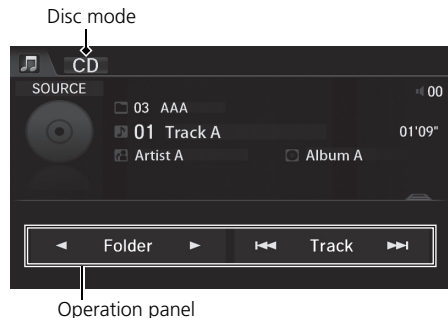 Disc mode
CD
SOURCE
00
03 AAA
01 Track A
01'09"
Artist A
Album A
Folder
Track
Operation panel